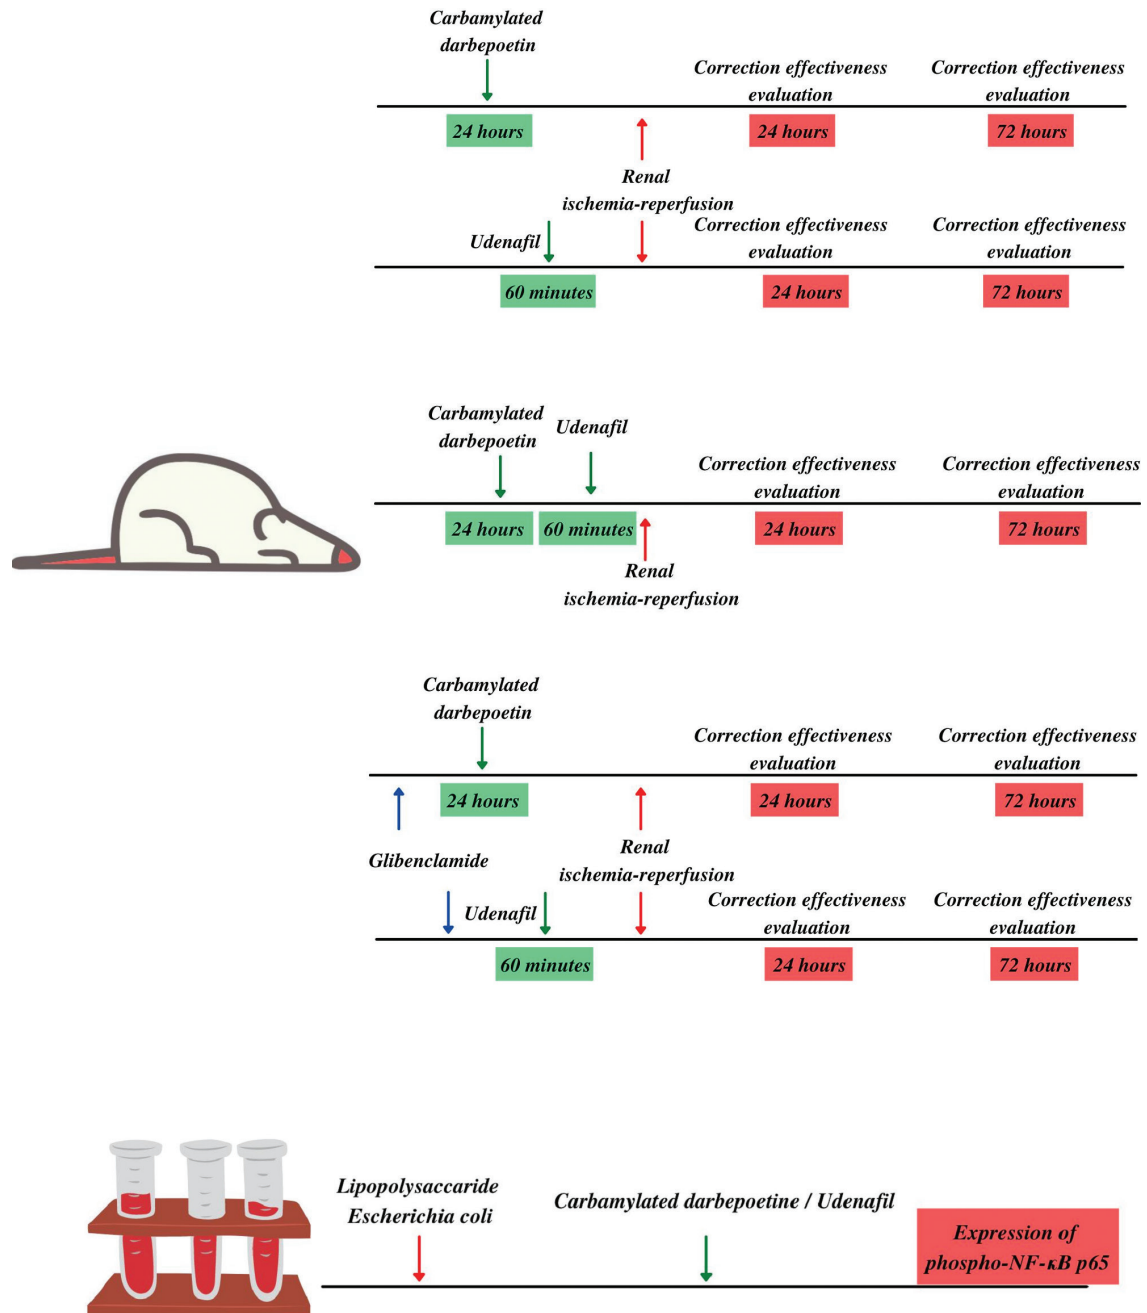 Carbamylated
darbepoetin
Correction effectiveness
evaluation
Correction effectiveness
evaluation
24 hours
24 hours
72 hours
Renal
ischemia-reperfusion
Udenafil
Correction effectiveness
evaluation
Correction effectiveness
evaluation
60 minutes
24 hours
72 hours
Carbamylated
darbepoetin
Udenafil
Correction effectiveness
evaluation
Correction effectiveness
evaluation
24 hours
60 minutes
24 hours
72 hours
Renal
ischemia-reperfusion
Carbamylated
darbepoetin
Correction effectiveness
evaluation
Correction effectiveness
evaluation
24 hours
24 hours
72 hours
Glibenclamide
Renal
ischemia-reperfusion
Udenafil
Correction effectiveness
evaluation
Correction effectiveness
evaluation
60 minutes
24 hours
72 hours
Lipopolysaccaride
Escherichia coli
Carbamylated darbepoetine / Udenafil
Expression of
phospho-NF-κB p65